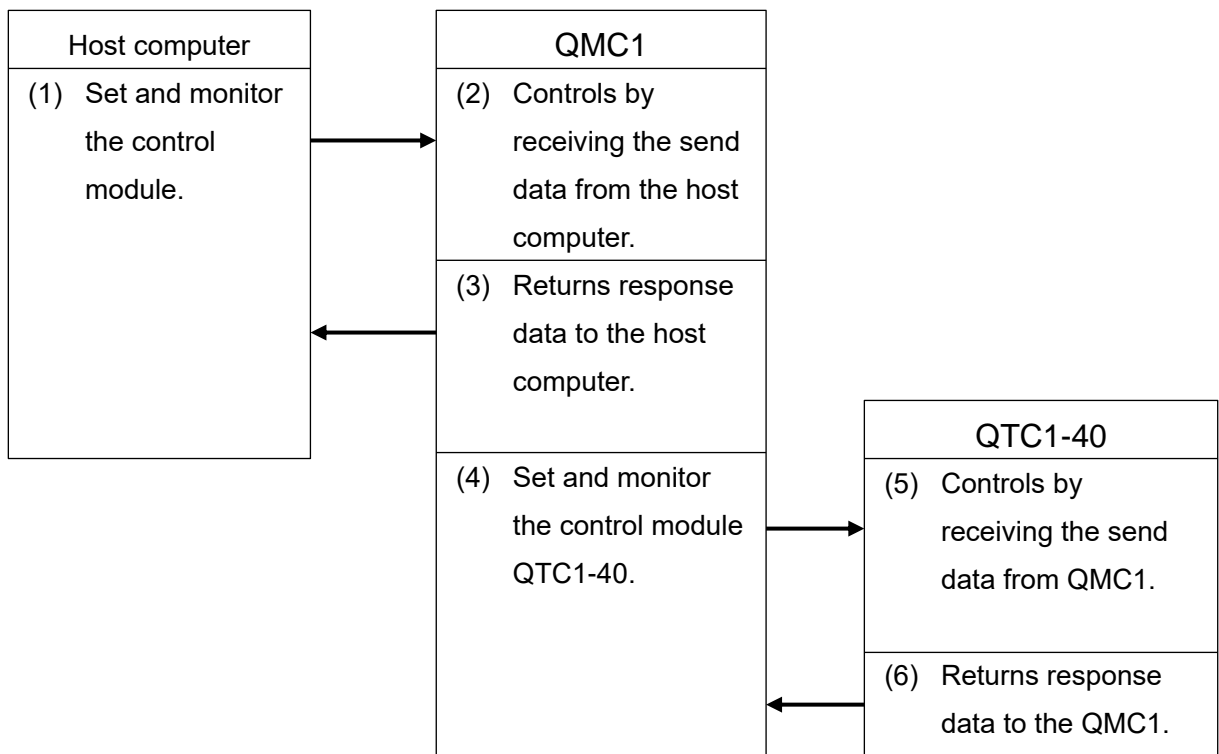 Host computer
(1) Set and monitor
the control
module.
QMC1
(2) Controls by
receiving the send
data from the host
computer.
(3) Returns response
data to the host
computer.
(4) Set and monitor
the control module
QTC1-40.
QTC1-40
(5) Controls by
receiving the send
data from QMC1.
(6) Returns response
data to the QMC1.